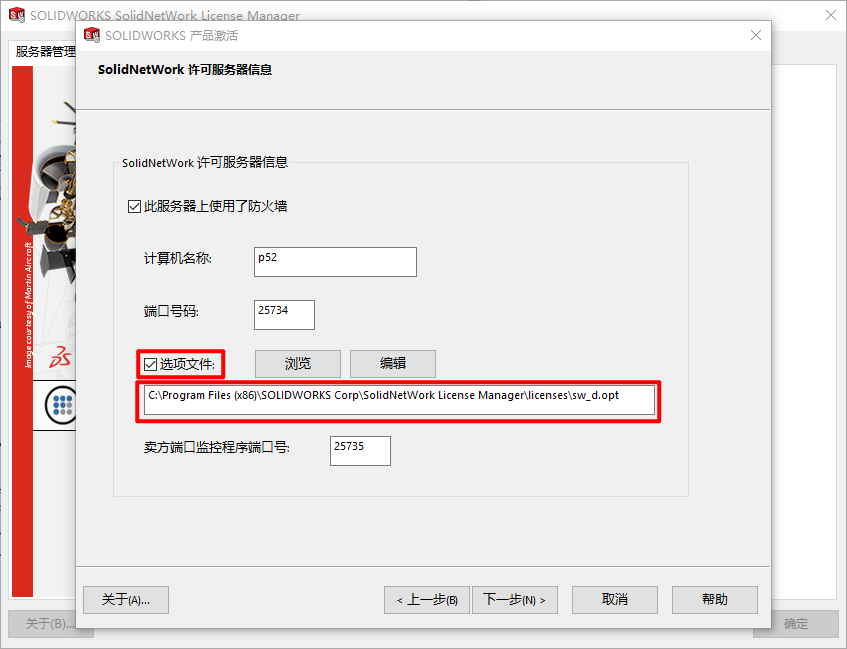 SOLIDWORKS SolidNetWork License Manager
SOLIDWORKS 产品激活
服务器管理
SolidNetWork 许可服务器信息
SolidNetWork 许可服务器信息
此服务器上使用了防火墙
计算机名称:
p52
端口号码:
25734
选项文件:
浏览
编辑
C:\Program Files (x86)\SOLIDWORKS Corp\SolidNetWork License Manager\licenses\sw_d.opt
卖方端口监控程序端口号:
25735
Image courtesy of Martin Aircraft
关于(A)...
< 上一步(B)
下一步(N) >
取消
帮助
关于(B)...
确定